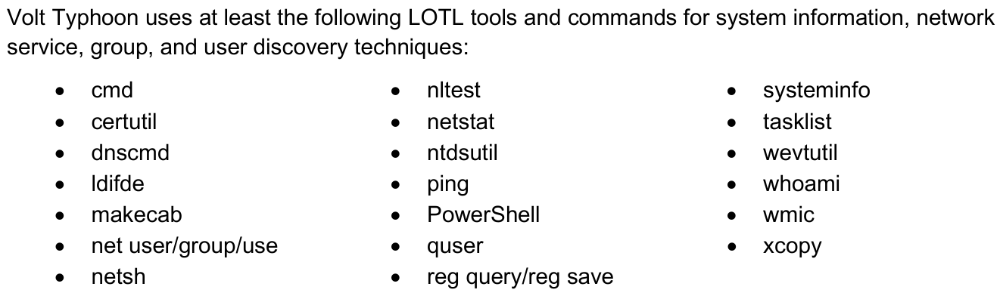 Volt Typhoon uses at least the following LOTL tools and commands for system information, network
service, group, and user discovery techniques:
• cmd
• certutil
• dnscmd
• ldifde
• makecab
• net user/group/use
• netsh
• nltest
• netstat
• ntdsutil
• ping
• PowerShell
• quser
• reg query/reg save
• systeminfo
• tasklist
• wevtutil
• whoami
• wmic
• xcopy